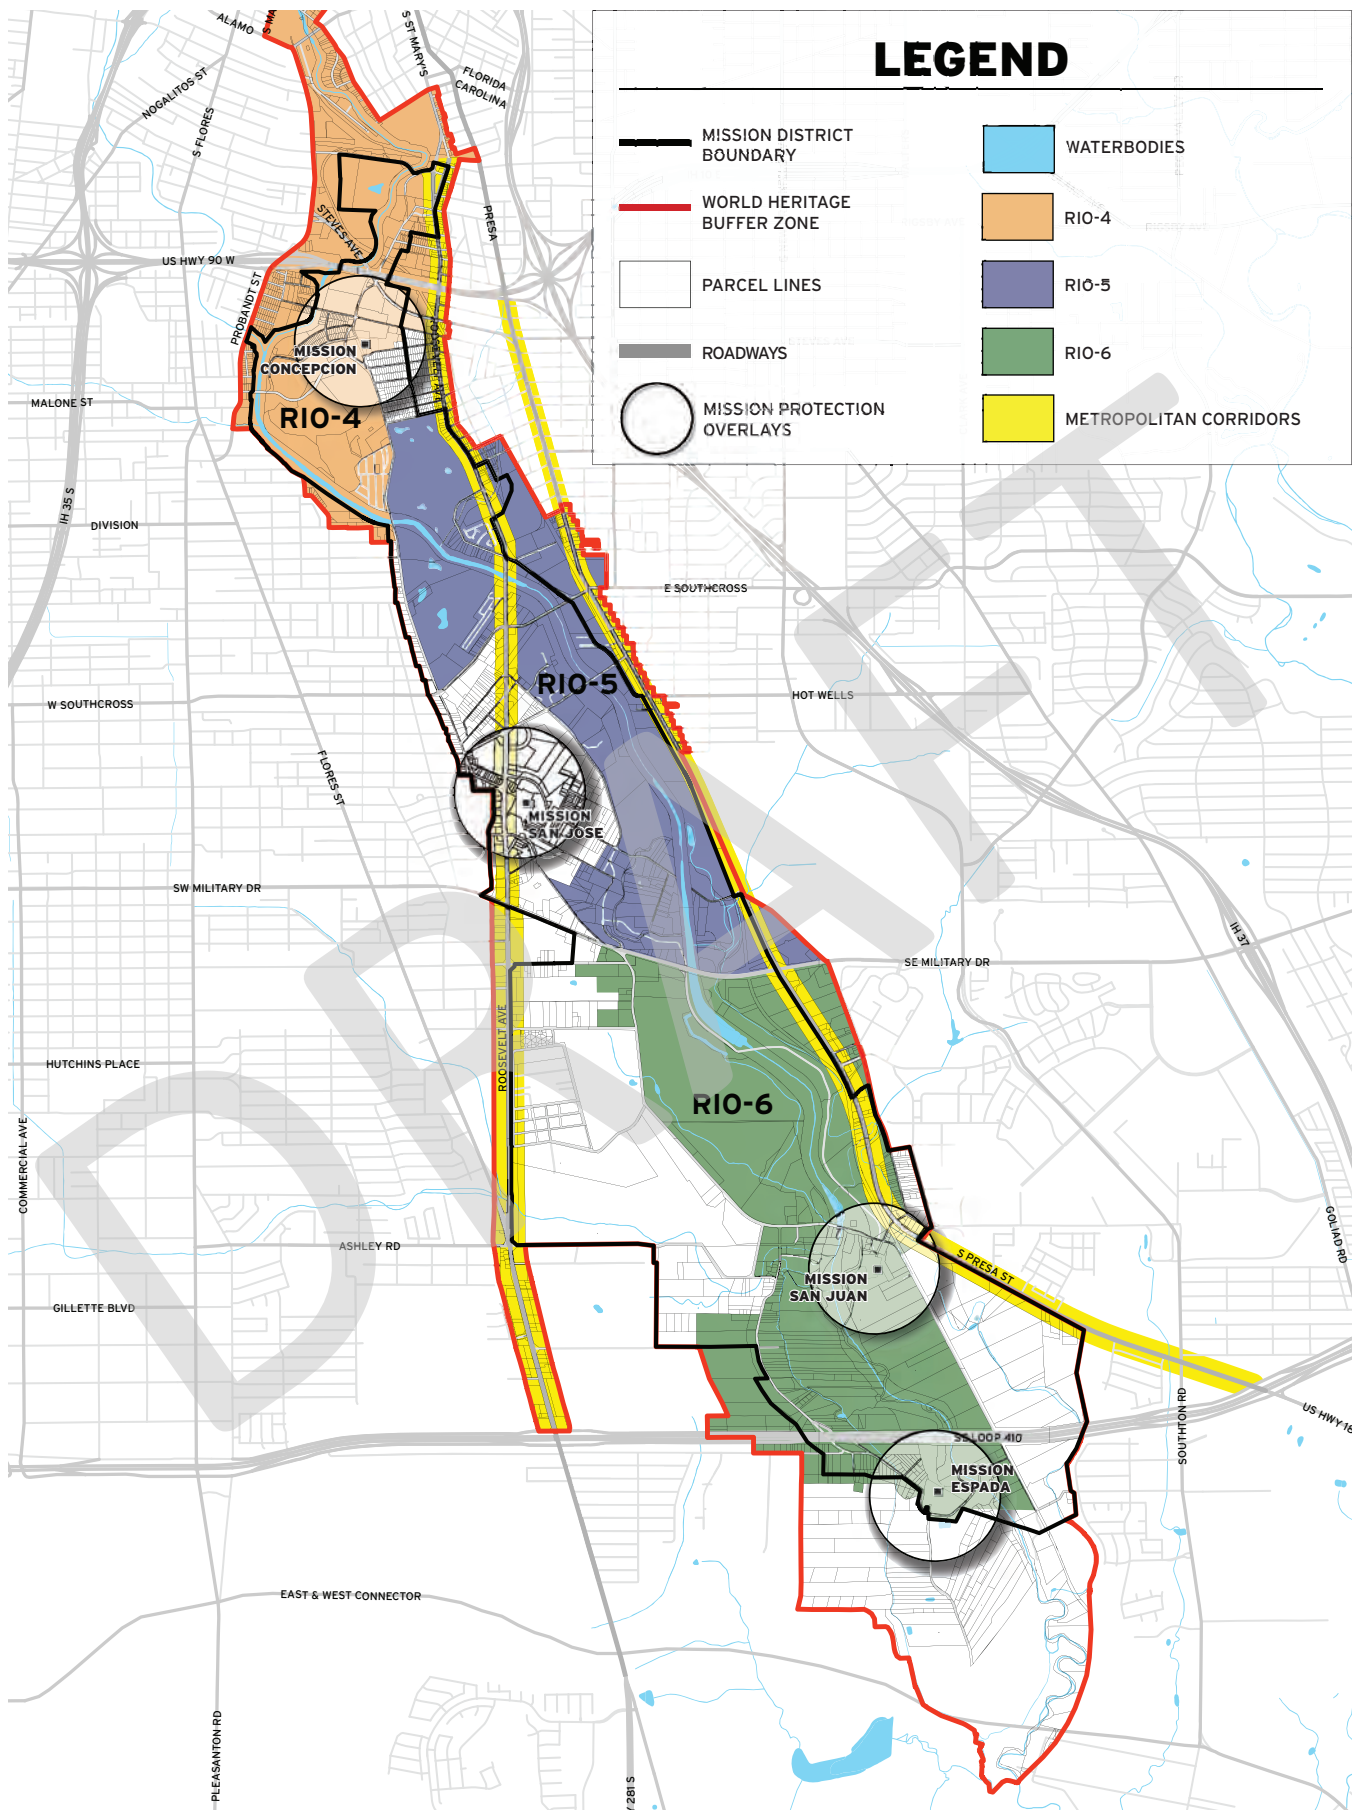 LEGEND
MISSION DISTRICT
BOUNDARY
WORLD HERITAGE
BUFFER ZONE
PARCEL LINES
ROADWAYS
MISSION PROTECTION
OVERLAYS
WATERBODIES
RIO-4
RIO-5
RIO-6
METROPOLITAN CORRIDORS
ALAMO
S ST MARY'S
FLORIDA
CAROLINA
NOGALITOS ST
S FLORES
PRESA
STEVES AVE
US HWY 90 W
PROBANDT ST
MISSION
CONCEPCION
ROOSEVELT AVE
MALONE ST
RIO-4
IH 35 S
DIVISION
E SOUTHCROSS
RIO-5
HOT WELLS
W SOUTHCROSS
FLORES ST
MISSION
SAN JOSE
SW MILITARY DR
IH 37
SE MILITARY DR
ROOSEVELT AVE
HUTCHINS PLACE
RIO-6
COMMERCIAL AVE
GOLIAD RD
ASHLEY RD
S PRESA ST
MISSION
SAN JUAN
GILLETTE BLVD
SOUTHTON RD
SE LOOP 410
MISSION
ESPADA
EAST & WEST CONNECTOR
PLEASANTON RD
281 S
DRAFT